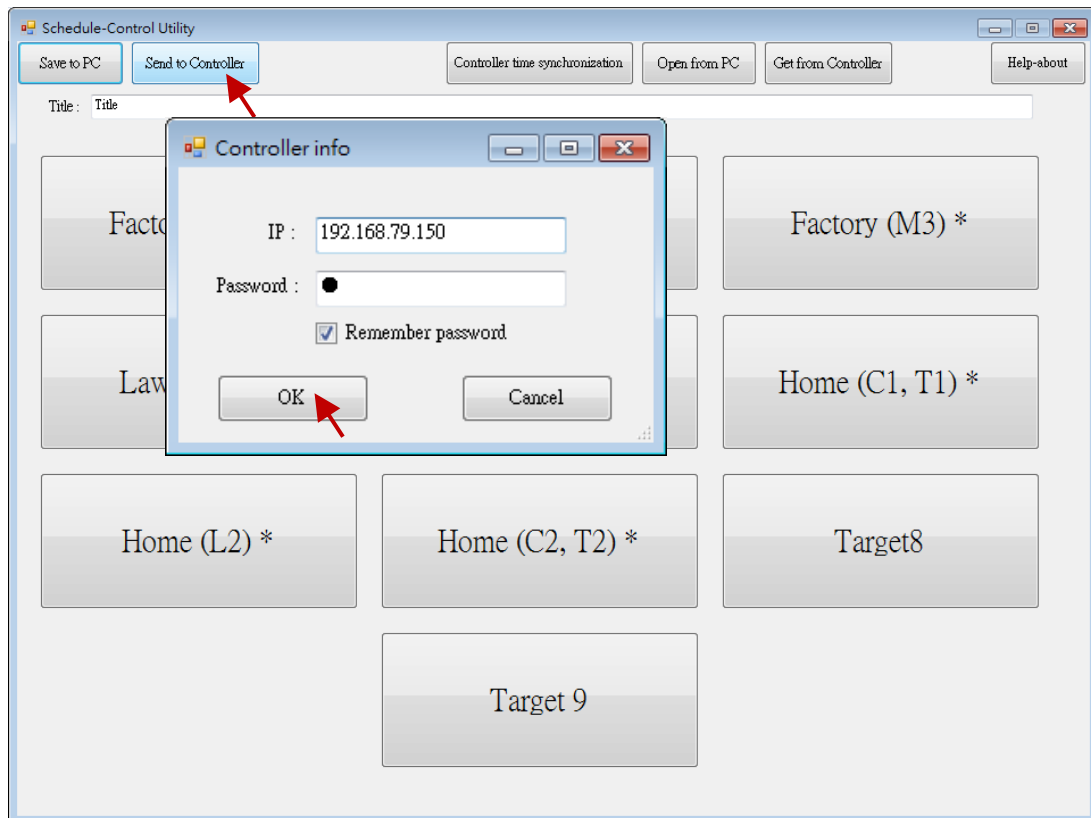 Schedule-Control Utility
Save to PC
Send to Controller
Controller time synchronization
Open from PC
Get from Controller
Help-about
Title :
Title
Controller info
IP :
192.168.79.150
Password :
●
Remember password
OK
Cancel
Factory (M3) *
Home (C1, T1) *
Home (L2) *
Home (C2, T2) *
Target8
Target 9